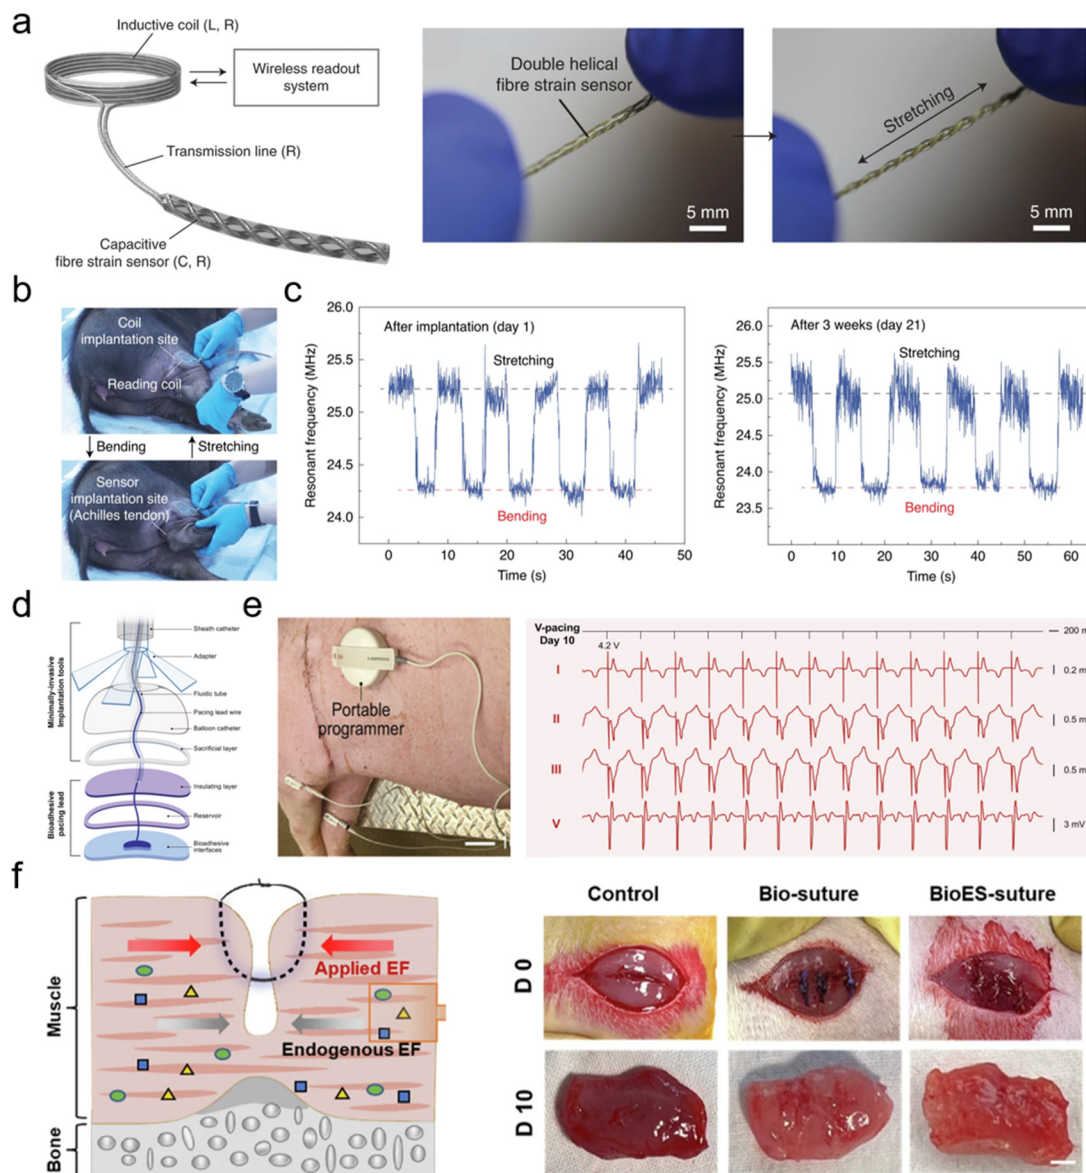 a
Inductive coil (L, R)
Wireless readout
system
Transmission line (R)
Capacitive
fibre strain sensor (C, R)
Double helical
fibre strain sensor
5 mm
Stretching
5 mm
b
Coil
implantation site
Reading coil
Bending
Stretching
Sensor
implantation site
(Achilles tendon)
c
26.0
25.5
25.0
24.5
24.0
Resonant frequency (MHz)
After implantation (day 1)
Stretching
Bending
0
10
20
30
40
50
Time (s)
26.0
25.5
25.0
24.5
24.0
23.5
Resonant frequency (MHz)
After 3 weeks (day 21)
Stretching
Bending
0
10
20
30
40
50
60
Time (s)
d
Minimally-invasive
Implantation tools
Sheath catheter
Adapter
Fluidic tube
Pacing lead wire
Balloon catheter
Sacrificial layer
Bioadhesive
pacing lead
Insulating layer
Reservoir
Bioadhesive
interfaces
e
Portable
programmer
V-pacing
Day 10
4.2 V
200 m
I
0.2 m
II
0.5 m
III
0.5 m
V
3 mV
f
Muscle
Bone
Applied EF
Endogenous EF
Control
Bio-suture
BioES-suture
D 0
D 10